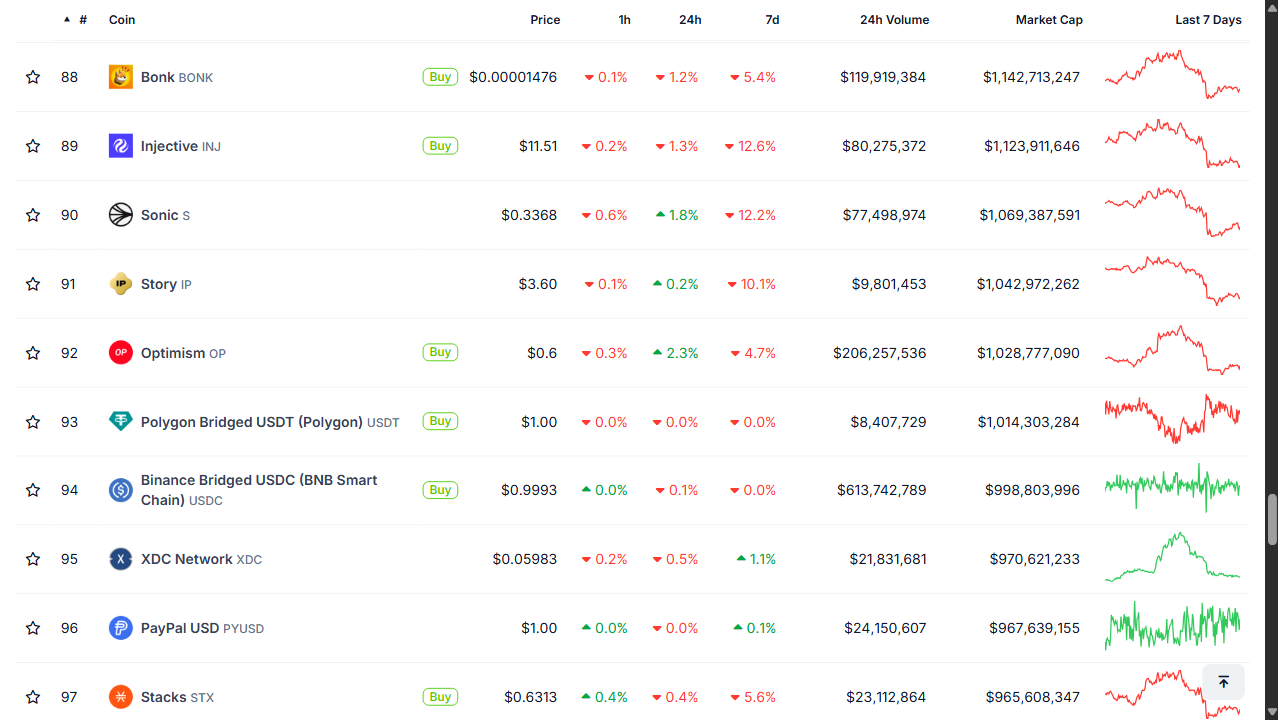 # Coin Price 1h 24h 7d 24h Volume Market Cap Last 7 Days
88 Bonk BONK Buy $0.00001476 0.1% 1.2% 5.4% $119,919,384 $1,142,713,247
89 Injective INJ Buy $11.51 0.2% 1.3% 12.6% $80,275,372 $1,123,911,646
90 Sonic S $0.3368 0.6% 1.8% 12.2% $77,498,974 $1,069,387,591
91 IP Story IP $3.60 0.1% 0.2% 10.1% $9,801,453 $1,042,972,262
92 OP Optimism OP Buy $0.6 0.3% 2.3% 4.7% $206,257,536 $1,028,777,090
93 Polygon Bridged USDT (Polygon) USDT Buy $1.00 0.0% 0.0% 0.0% $8,407,729 $1,014,303,284
94 Binance Bridged USDC (BNB Smart
Chain) USDC Buy $0.9993 0.0% 0.1% 0.0% $613,742,789 $998,803,996
95 X XDC Network XDC $0.05983 0.2% 0.5% 1.1% $21,831,681 $970,621,233
96 PayPal USD PYUSD $1.00 0.0% 0.0% 0.1% $24,150,607 $967,639,155
97 Stacks STX Buy $0.6313 0.4% 0.4% 5.6% $23,112,864 $965,608,347